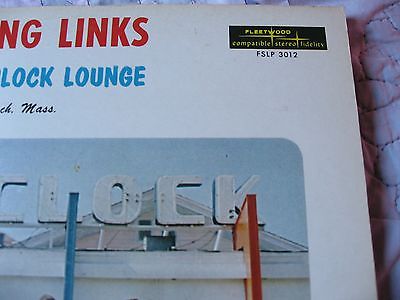 NG LINKS
LOCK LOUNGE
ch, Mass.
FLEETWOOD
compatible stereo fidelity
FSLP 3012
CLOCK